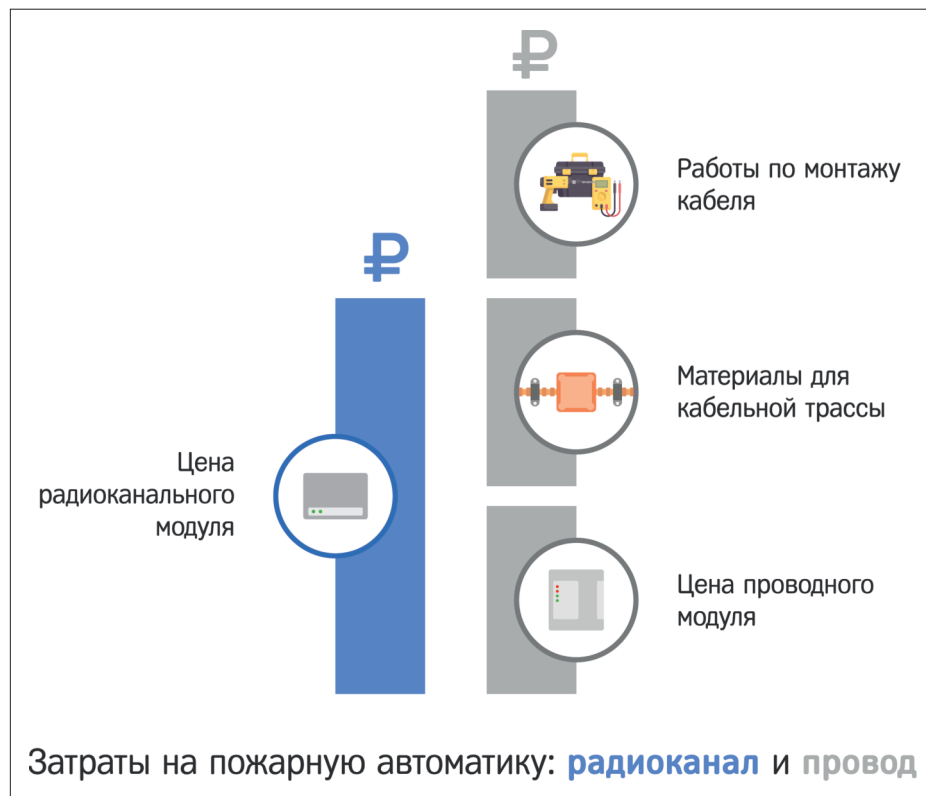 ₽
Работы по монтажу
кабеля
₽
Материалы для
кабельной трассы
Цена
радиоканального
модуля
Цена проводного
модуля
Затраты на пожарную автоматику: радиоканал и провод